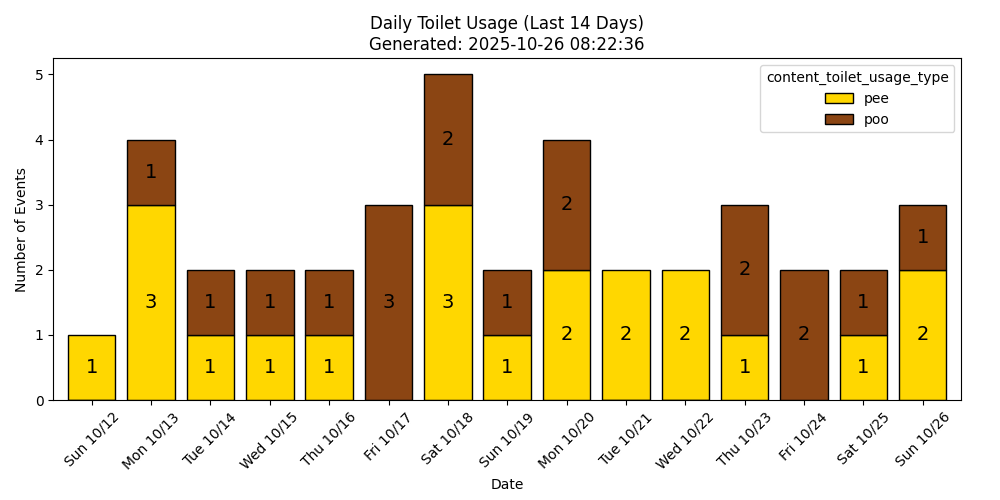 Daily Toilet Usage (Last 14 Days)
Generated: 2025-10-26 08:22:36
content_toilet_usage_type
pee
poo
Number of Events
5
4
3
2
1
0
1
3
1
1
1
1
1
1
1
3
3
2
1
1
2
2
2
2
1
2
2
1
1
2
1
Sun 10/12
Mon 10/13
Tue 10/14
Wed 10/15
Thu 10/16
Fri 10/17
Sat 10/18
Sun 10/19
Mon 10/20
Tue 10/21
Wed 10/22
Thu 10/23
Fri 10/24
Sat 10/25
Sun 10/26
Date